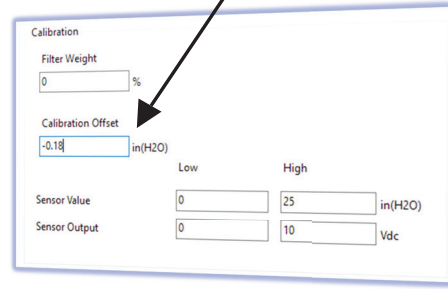 Calibration
Filter Weight
0 %
Calibration Offset
-0.18 in(H2O)
Low High
Sensor Value 0 25 in(H2O)
Sensor Output 0 10 Vdc